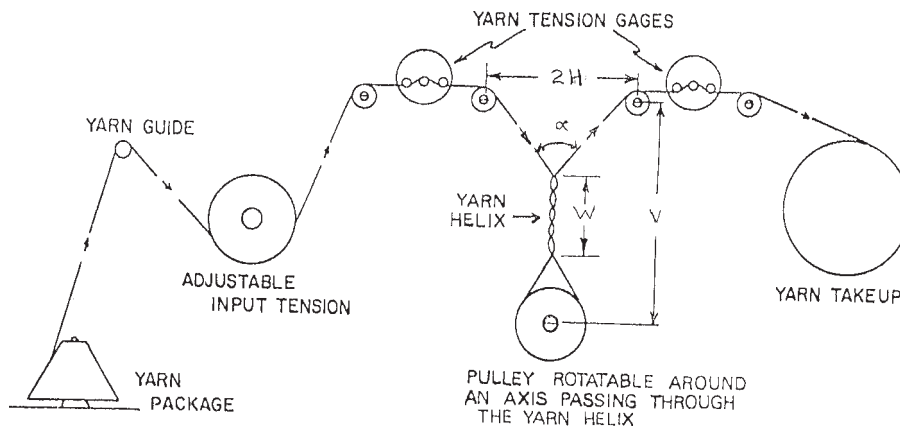 YARN TENSION GAGES
2H
YARN GUIDE
α
YARN
HELIX
W
V
ADJUSTABLE
INPUT TENSION
YARN TAKEUP
YARN
PACKAGE
PULLEY ROTATABLE AROUND
AN AXIS PASSING THROUGH
THE YARN HELIX